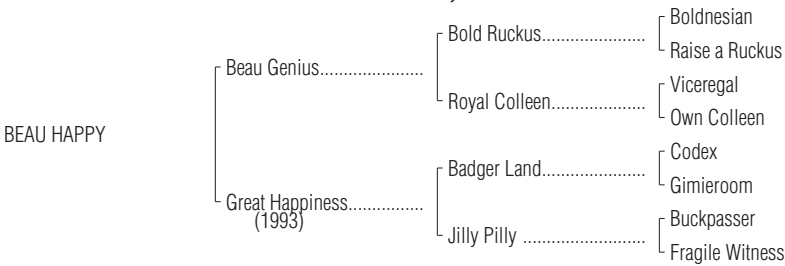 Boldnesian
Bold Ruckus......................
Raise a Ruckus
Beau Genius......................
Viceregal
Royal Colleen....................
Own Colleen
BEAU HAPPY
Codex
Badger Land......................
Gimieroom
Great Happiness................
(1993)
Buckpasser
Jilly Pilly ..........................
Fragile Witness